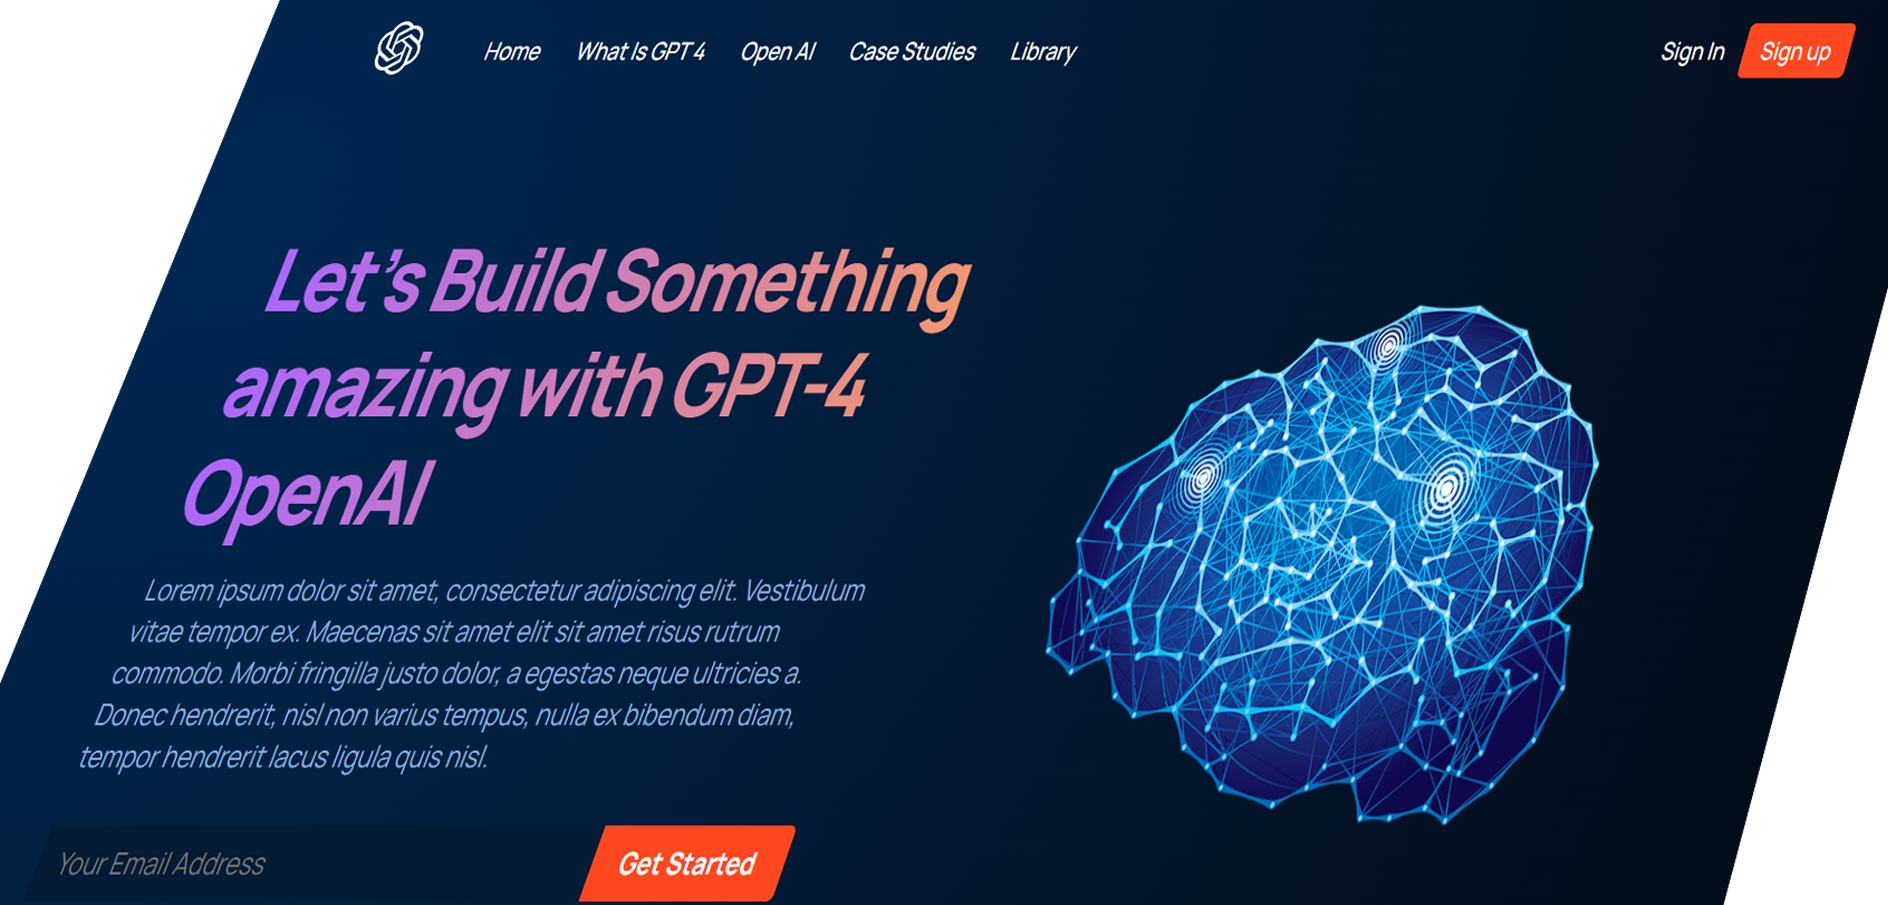 Home What Is GPT 4 Open AI Case Studies Library Sign In Sign up
Let’s Build Something
amazing with GPT-4
OpenAI
Lorem ipsum dolor sit amet, consectetur adipiscing elit. Vestibulum
vitae tempor ex. Maecenas sit amet elit sit amet risus rutrum
commodo. Morbi fringilla justo dolor, a egestas neque ultricies a.
Donec hendrerit, nisl non varius tempus, nulla ex bibendum diam,
tempor hendrerit lacus ligula quis nisl.
Your Email Address Get Started